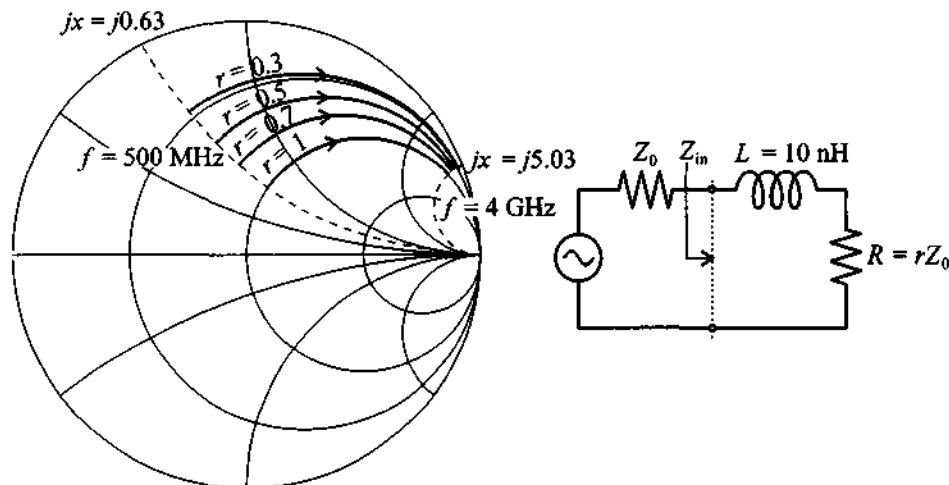 jx = j0.63
r = 0.3
r = 0.5
r = 0.7
r = 1
f = 500 MHz
jx = j5.03
f = 4 GHz
Z₀
Z_in
L = 10 nH
R = rZ₀